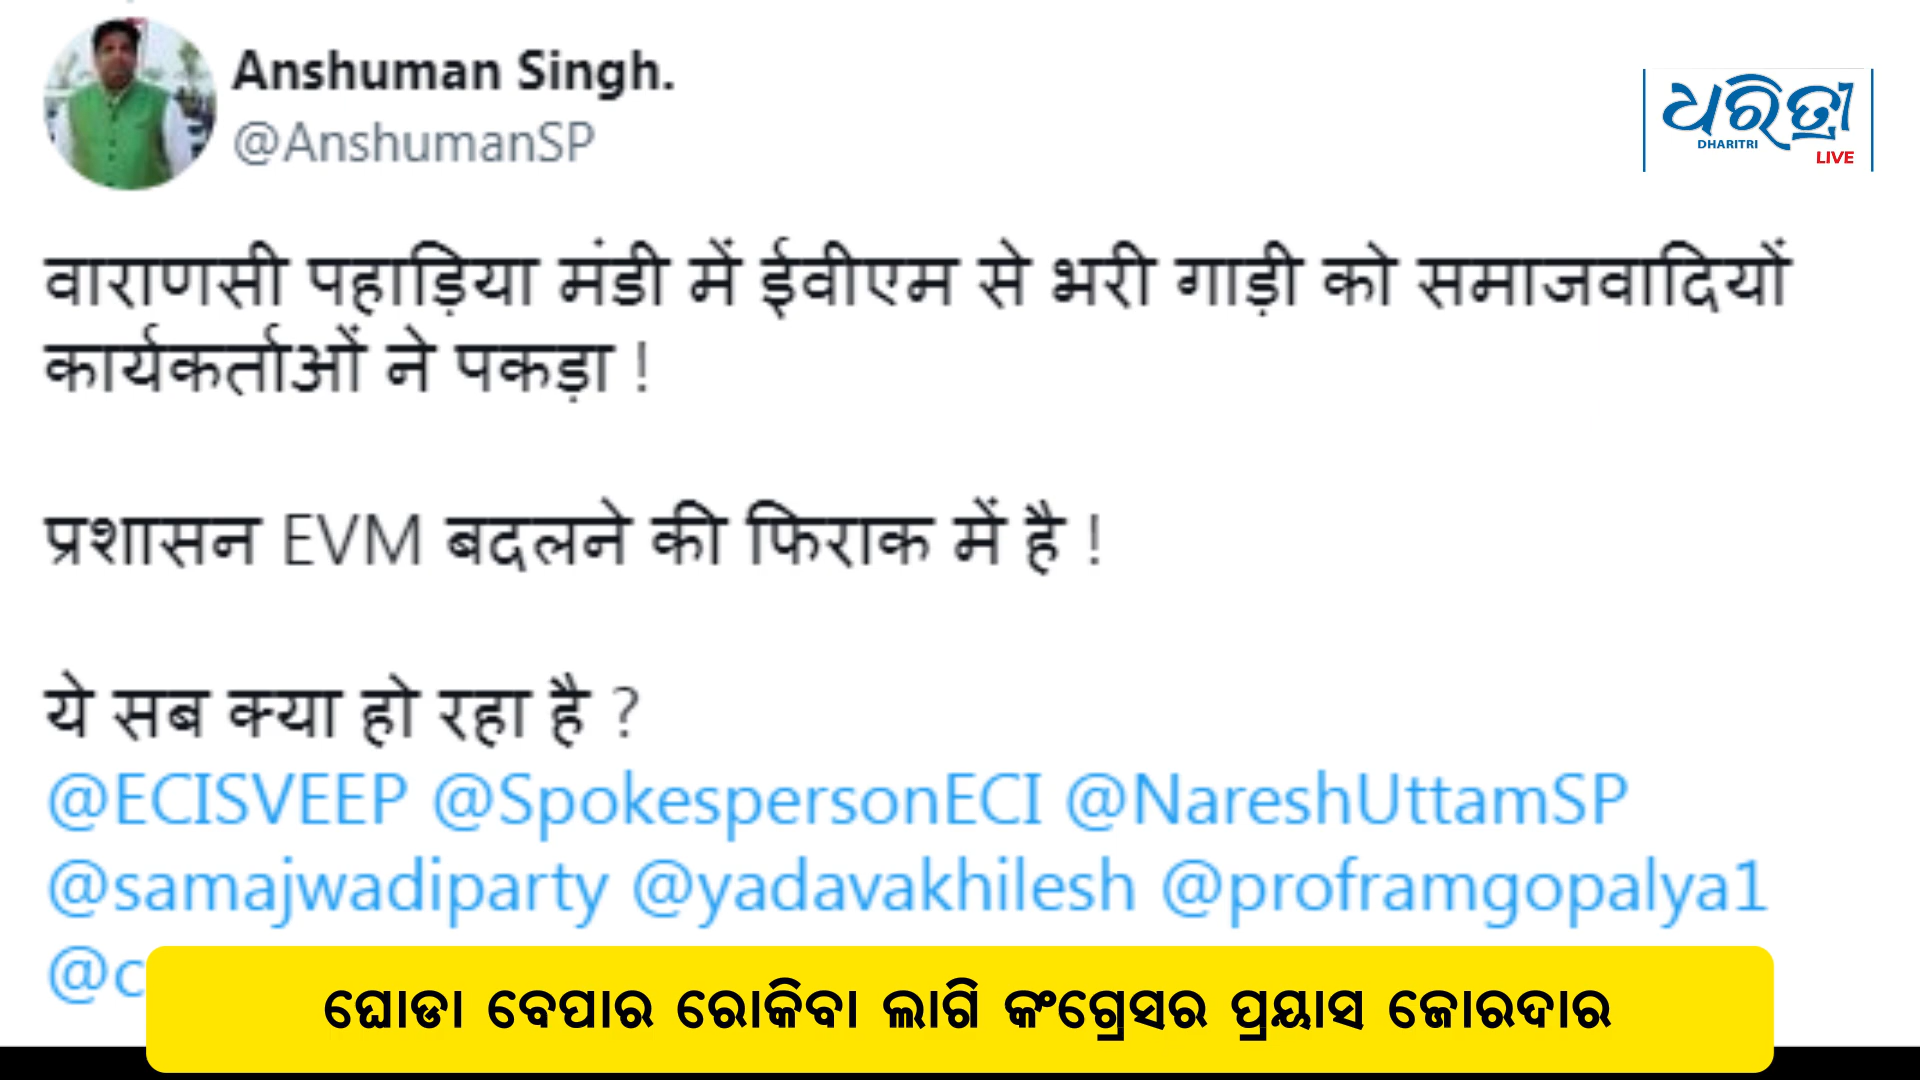 Anshuman Singh.
@AnshumanSP
ଧରିତ୍ରୀ
DHARITRI
LIVE
वाराणसी पहाड़िया मंडी में ईवीएम से भरी गाड़ी को समाजवादियों
कार्यकर्ताओं ने पकड़ा !
प्रशासन EVM बदलने की फिराक में है !
ये सब क्या हो रहा है ?
@ECISVEEP @SpokespersonECI @NareshUttamSP
@samajwadiparty @yadavakhilesh @proframgopalya1
ଘୋଡା ବେପାର ରୋକିବା ଲାଗି କଂଗ୍ରେସର ପ୍ରୟାସ ଜୋରଦାର